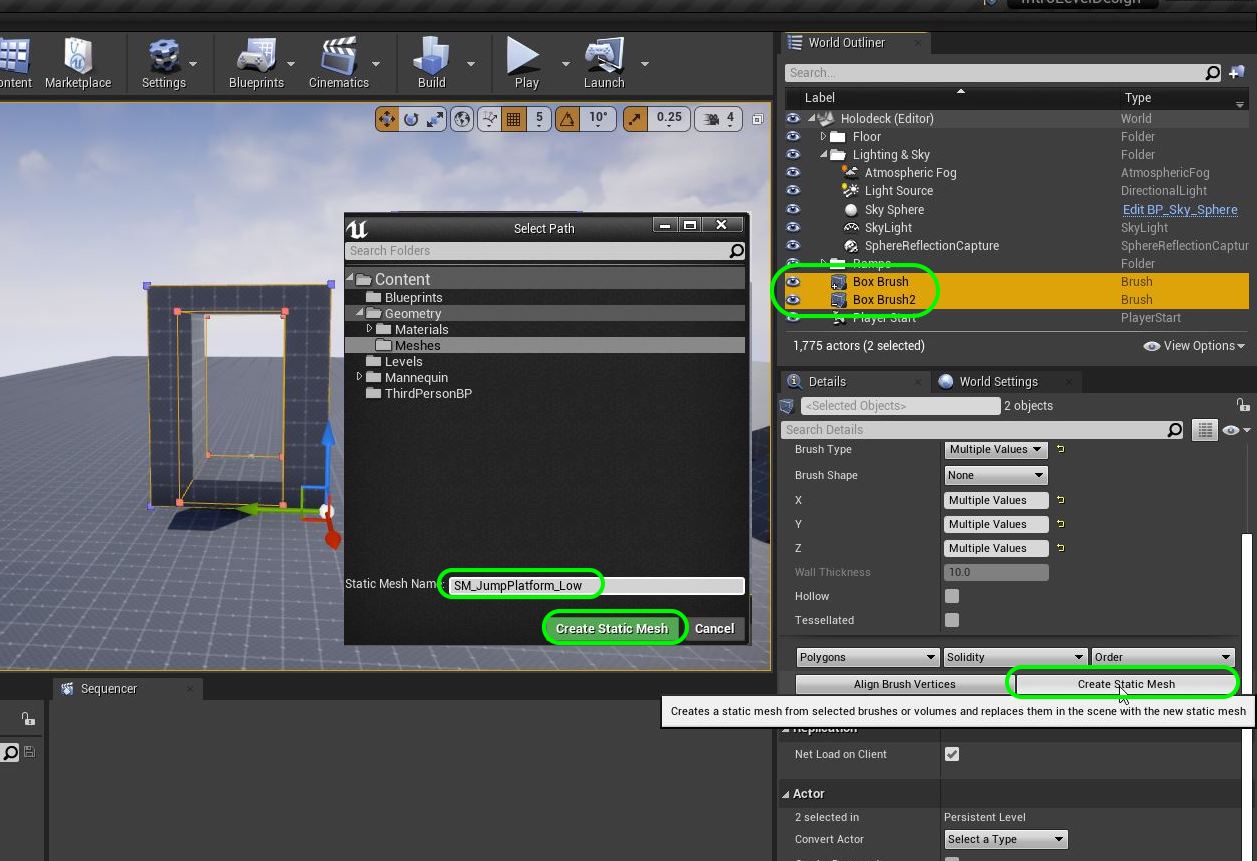 IntroLevelDesign
Marketplace
Settings
Blueprints
Cinematics
Build
Play
Launch
5
10°
0.25
4
World Outliner
Search...
Label Type
Holodeck (Editor) World
Floor Folder
Lighting & Sky Folder
Atmospheric Fog AtmosphericFog
Light Source DirectionalLight
Sky Sphere Edit BP_Sky_Sphere
SkyLight SkyLight
SphereReflectionCapture SphereReflectionCaptur
Ramps Folder
Box Brush Brush
Box Brush2 Brush
Player Start PlayerStart
1,775 actors (2 selected) View Options
Select Path
Search Folders
Content
Blueprints
Geometry
Materials
Meshes
Levels
Mannequin
ThirdPersonBP
Static Mesh Name: SM_JumpPlatform_Low
Create Static Mesh Cancel
Details World Settings
<Selected Objects> 2 objects
Search Details
Brush Type Multiple Values
Brush Shape None
X Multiple Values
Y Multiple Values
Z Multiple Values
Wall Thickness 10.0
Hollow
Tessellated
Polygons Solidity Order
Align Brush Vertices Create Static Mesh
Creates a static mesh from selected brushes or volumes and replaces them in the scene with the new static mesh
Replication
Net Load on Client
Actor
2 selected in Persistent Level
Convert Actor Select a Type
Sequencer